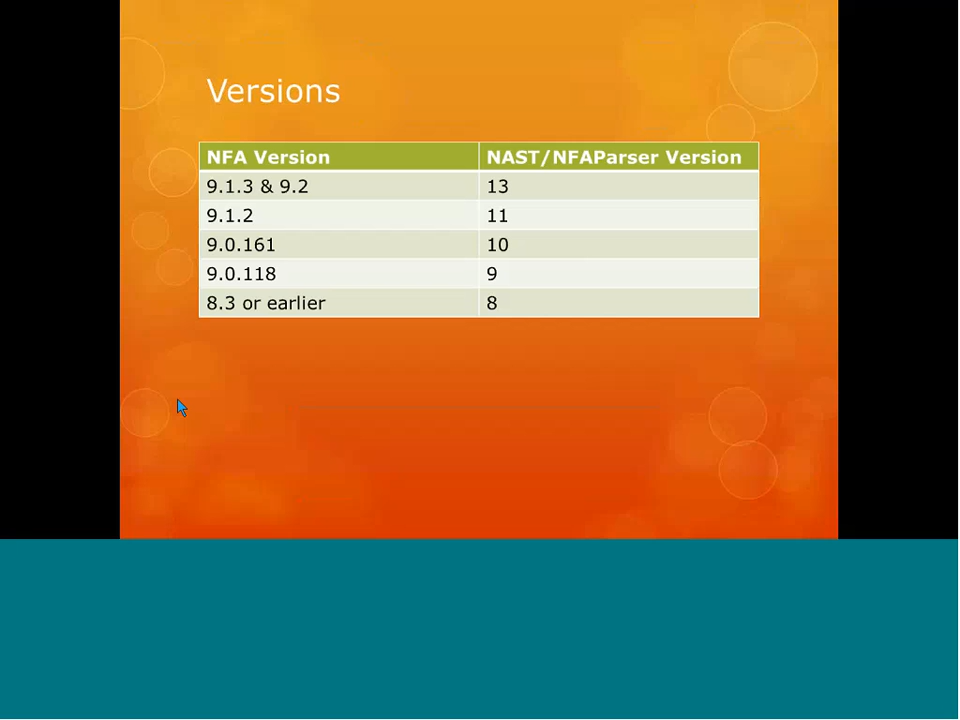 Versions
NFA Version NAST/NFAParser Version
9.1.3 & 9.2 13
9.1.2 11
9.0.161 10
9.0.118 9
8.3 or earlier 8